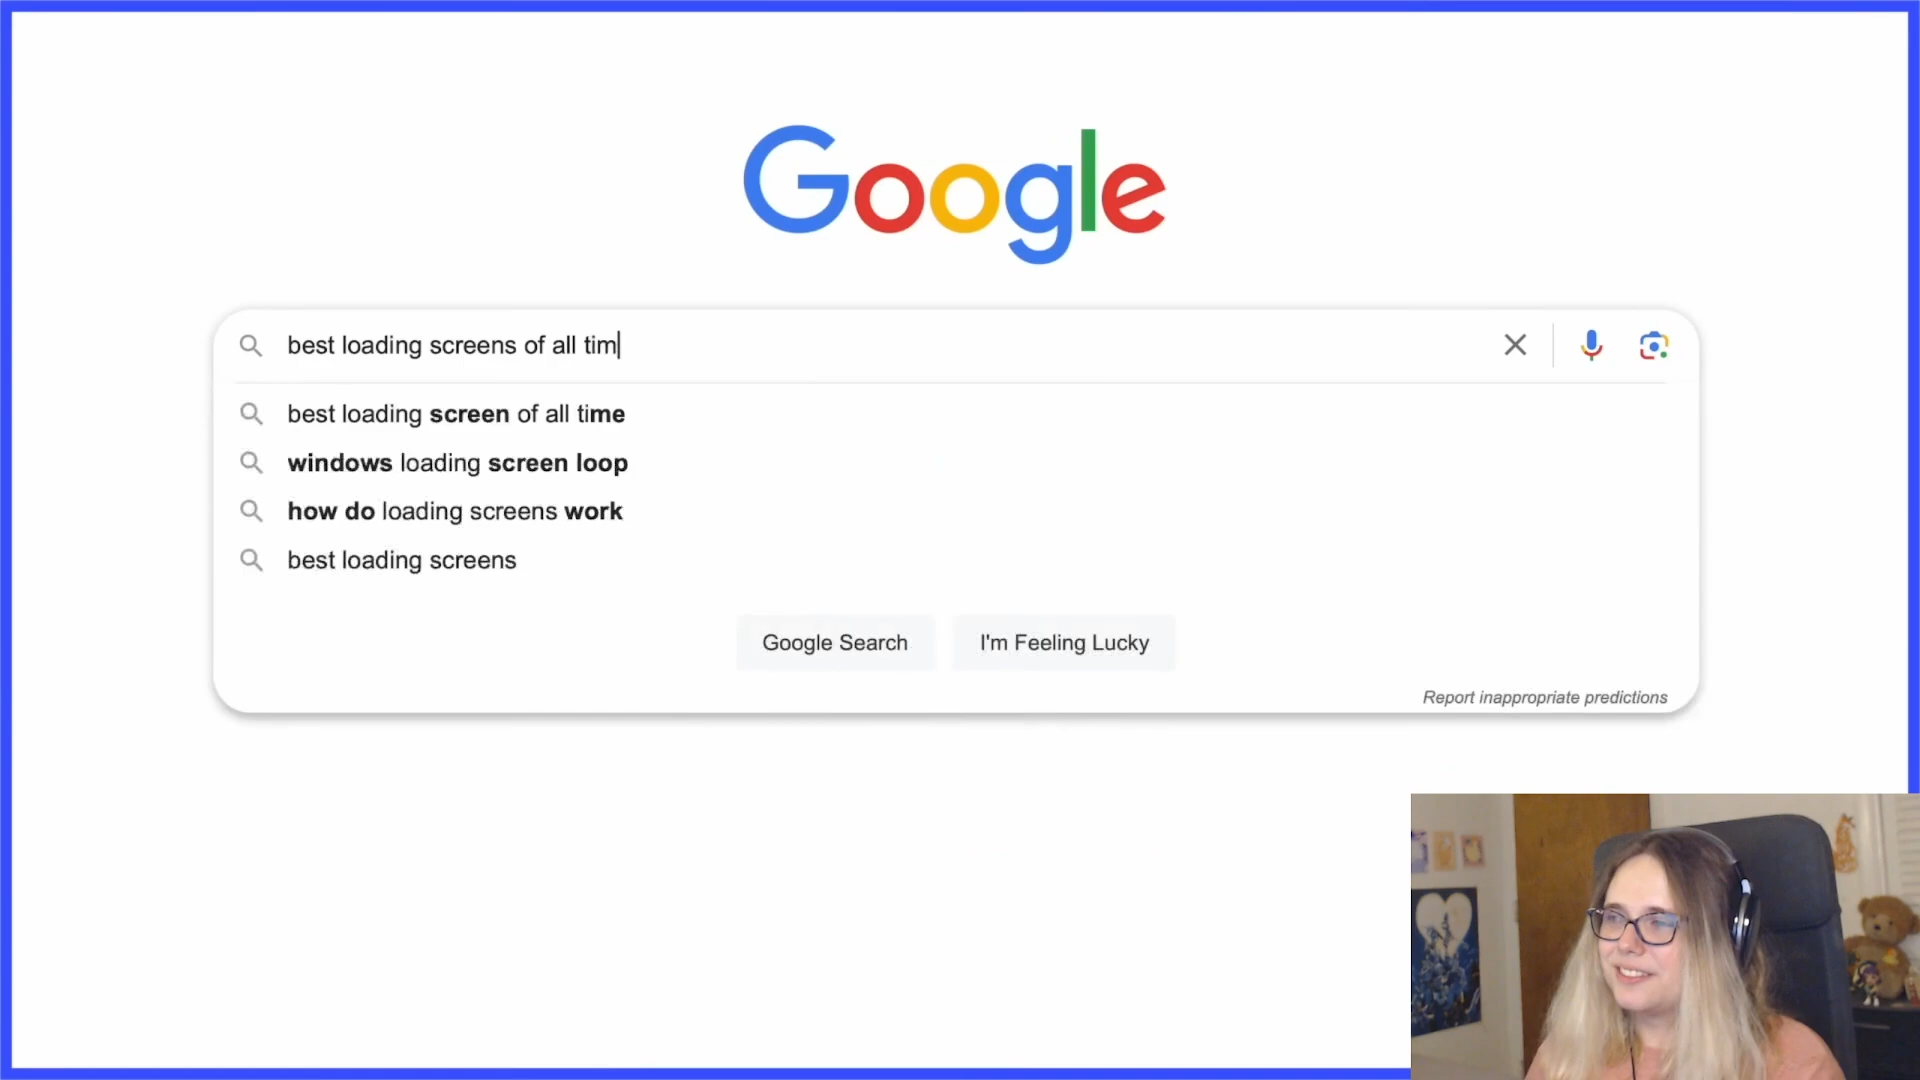 Google
best loading screens of all tim
best loading screen of all time
windows loading screen loop
how do loading screens work
best loading screens
Google Search
I'm Feeling Lucky
Report inappropriate predictions